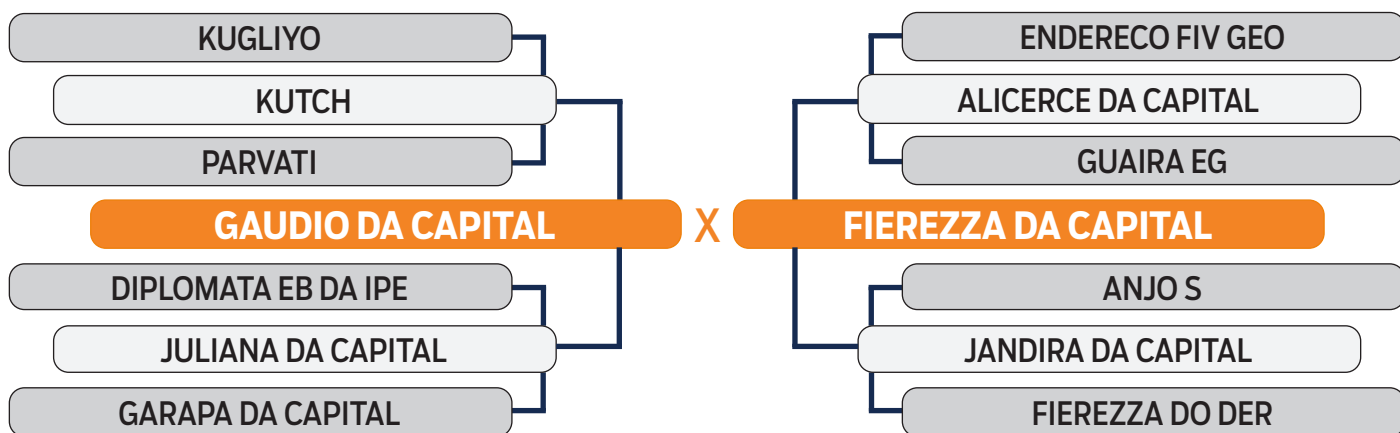 KUGLIYO
KUTCH
PARVATI
GAUDIO DA CAPITAL
DIPLOMATA EB DA IPE
JULIANA DA CAPITAL
GARAPA DA CAPITAL
X
ENDERECO FIV GEO
ALICERCE DA CAPITAL
GUAIRA EG
FIEREZZA DA CAPITAL
ANJO S
JANDIRA DA CAPITAL
FIEREZZA DO DER